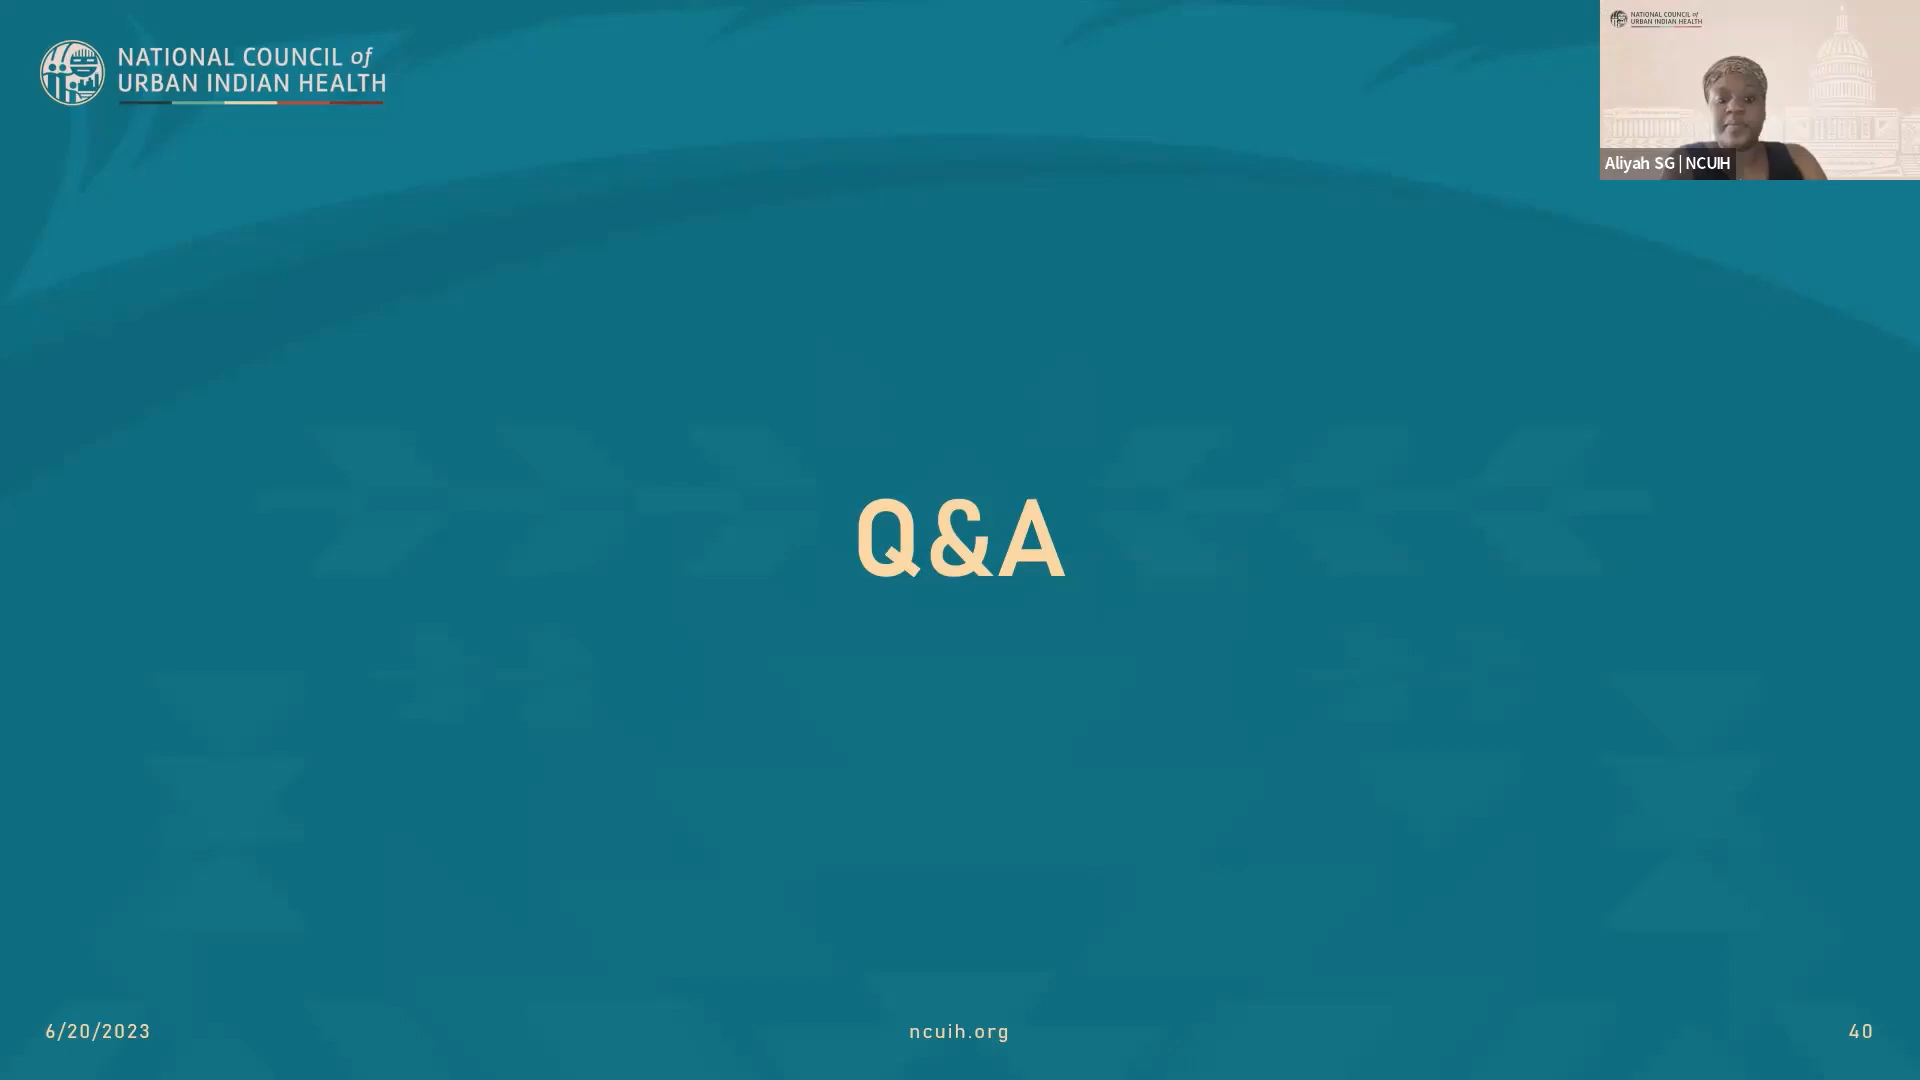 NATIONAL COUNCIL of
URBAN INDIAN HEALTH
NATIONAL COUNCIL of
URBAN INDIAN HEALTH
Aliyah SG | NCUIH
Q&A
6/20/2023
ncuih.org
40